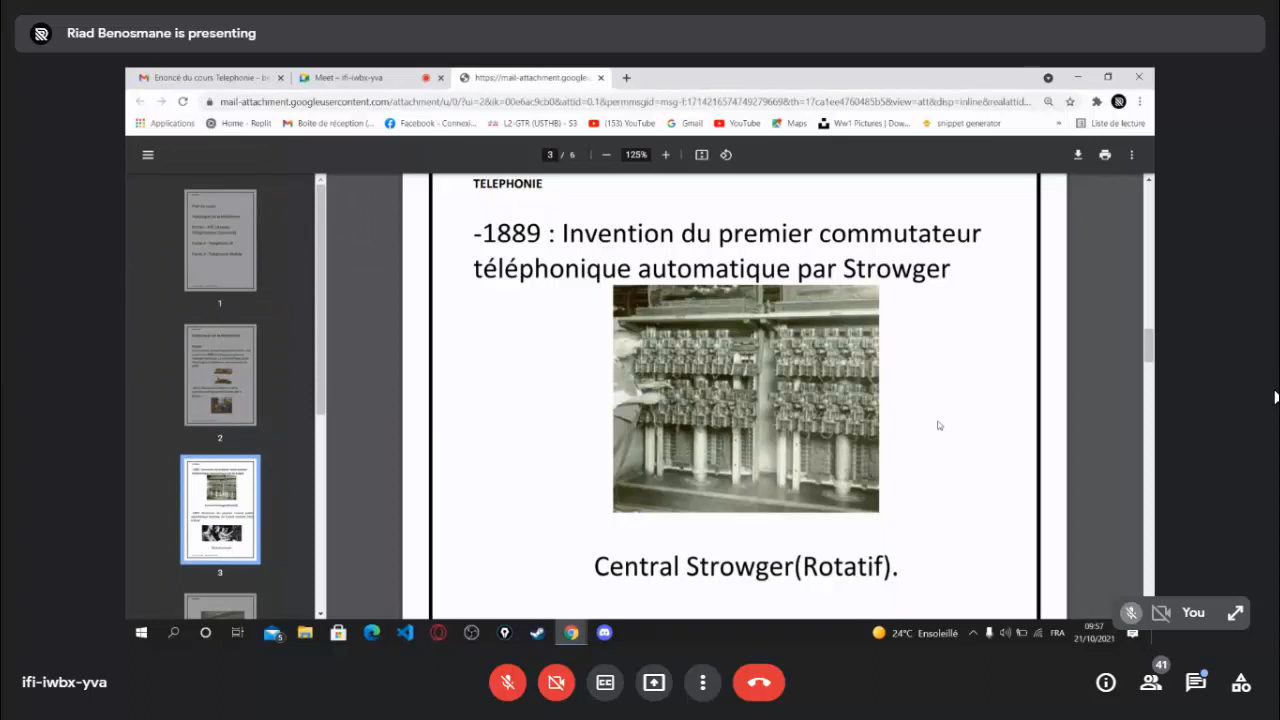 Riad Benosmane is presenting
Enoncé du cours Telephonie - be
Meet – ifi-iwbx-yva
https://mail-attachment.google
mail-attachment.googleusercontent.com/attachment/u/0/?ui=2&ik=00e6ac9cb0&attid=0.1&permmsgid=msg-f:1714216574749279669&th=17ca1ee4760485b5&view=att&disp=inline&realattid...
Applications
Home - Replit
Boîte de réception (...
Facebook - Connexi...
L2-GTR (USTHB) - S3
(153) YouTube
Gmail
YouTube
Maps
Ww1 Pictures | Dow...
snippet generator
»
Liste de lecture
3 / 6
125%
TELEPHONIE
-1889 : Invention du premier commutateur
téléphonique automatique par Strowger
Central Strowger(Rotatif).
1
2
3
You
5
24°C Ensoleillé
FRA
09:57
21/10/2021
ifi-iwbx-yva
41